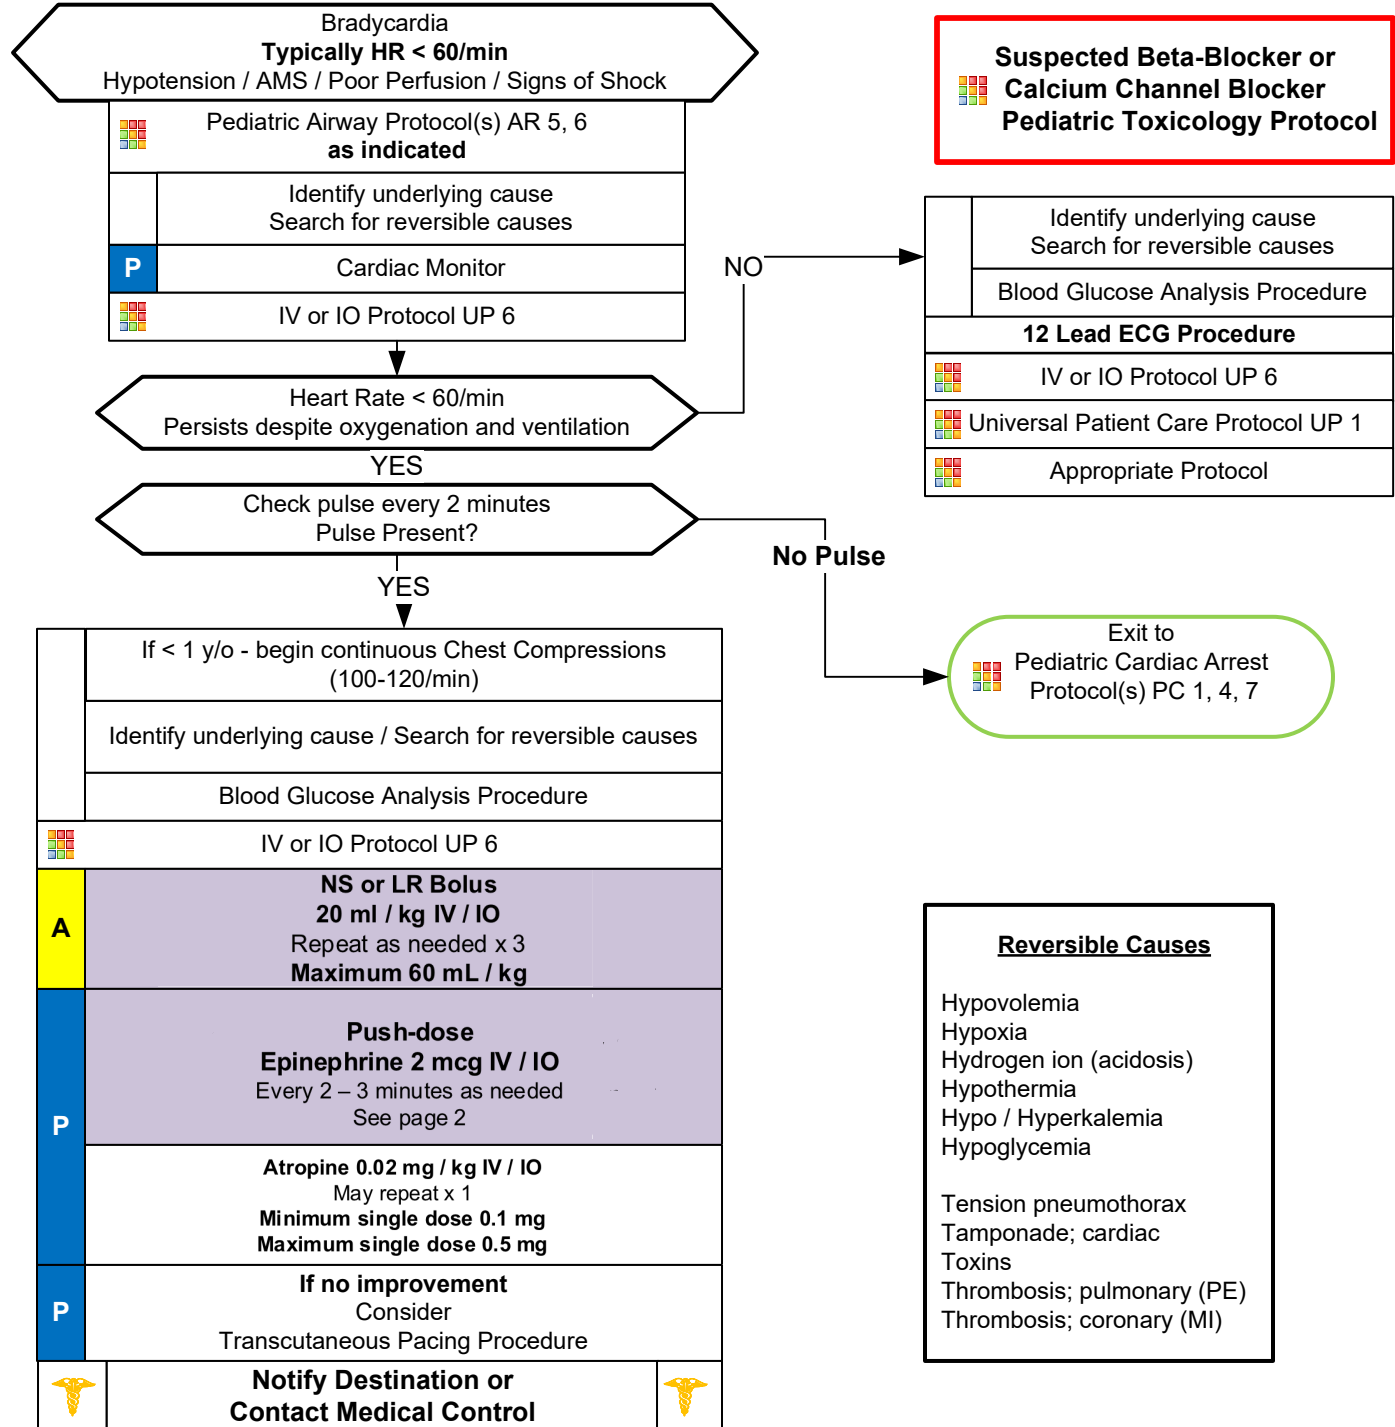 Bradycardia
Typically HR < 60/min
Hypotension / AMS / Poor Perfusion / Signs of Shock
Pediatric Airway Protocol(s) AR 5, 6
as indicated
Identify underlying cause
Search for reversible causes
P
Cardiac Monitor
IV or IO Protocol UP 6
Heart Rate < 60/min
Persists despite oxygenation and ventilation
NO
YES
Check pulse every 2 minutes
Pulse Present?
No Pulse
YES
If < 1 y/o - begin continuous Chest Compressions
(100-120/min)
Identify underlying cause / Search for reversible causes
Blood Glucose Analysis Procedure
IV or IO Protocol UP 6
A
NS or LR Bolus
20 ml / kg IV / IO
Repeat as needed x 3
Maximum 60 mL / kg
P
Push-dose
Epinephrine 2 mcg IV / IO
Every 2 – 3 minutes as needed
See page 2
Atropine 0.02 mg / kg IV / IO
May repeat x 1
Minimum single dose 0.1 mg
Maximum single dose 0.5 mg
P
If no improvement
Consider
Transcutaneous Pacing Procedure
Notify Destination or
Contact Medical Control
Suspected Beta-Blocker or
Calcium Channel Blocker
Pediatric Toxicology Protocol
Identify underlying cause
Search for reversible causes
Blood Glucose Analysis Procedure
12 Lead ECG Procedure
IV or IO Protocol UP 6
Universal Patient Care Protocol UP 1
Appropriate Protocol
Exit to
Pediatric Cardiac Arrest
Protocol(s) PC 1, 4, 7
Reversible Causes
Hypovolemia
Hypoxia
Hydrogen ion (acidosis)
Hypothermia
Hypo / Hyperkalemia
Hypoglycemia
Tension pneumothorax
Tamponade; cardiac
Toxins
Thrombosis; pulmonary (PE)
Thrombosis; coronary (MI)